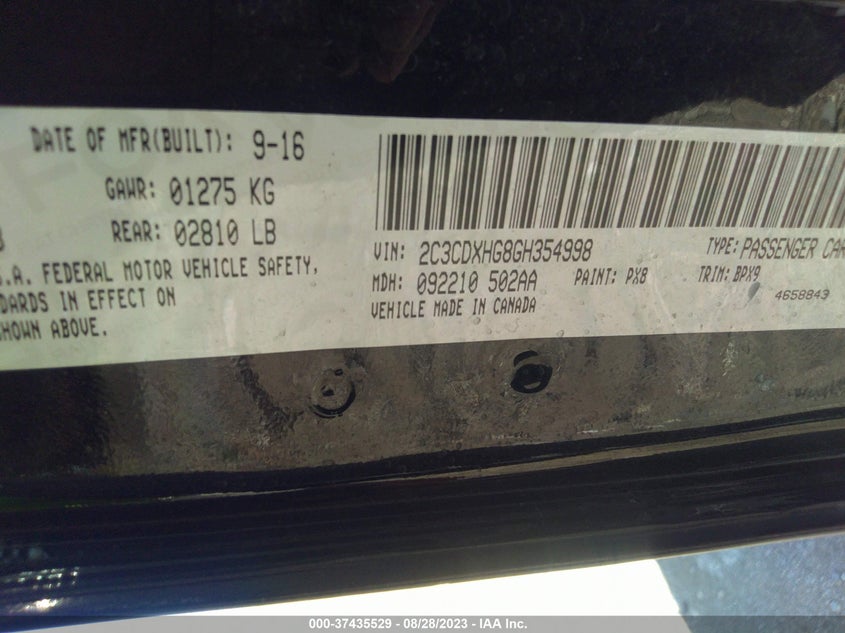 DATE OF MFR(BUILT): 9-16
GAWR: 01275 KG
REAR: 02810 LB
S.A. FEDERAL MOTOR VEHICLE SAFETY,
DARDS IN EFFECT ON
SHOWN ABOVE.
VIN: 2C3CDXHG8GH354998 TYPE: PASSENGER CAR
MDH: 092210 502AA PAINT: PX8 TRIM: BPX9
VEHICLE MADE IN CANADA 4658843
000-37435529 - 08/28/2023 - IAA Inc.